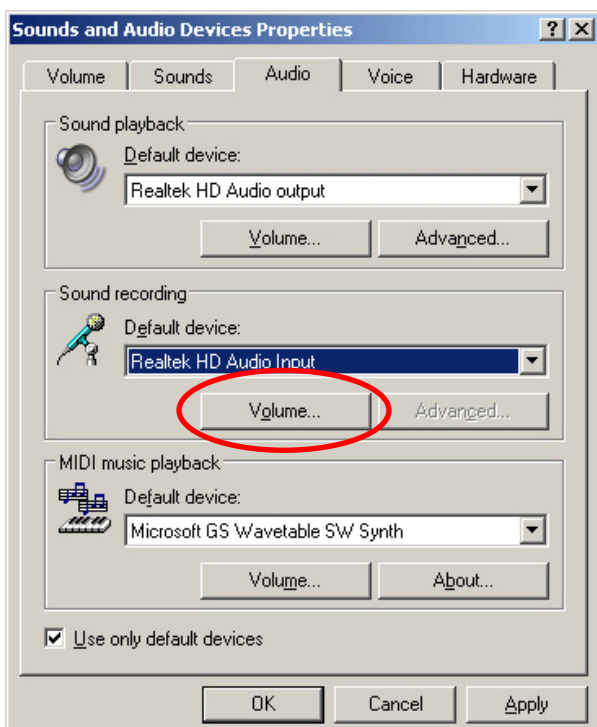 Sounds and Audio Devices Properties
Volume Sounds Audio Voice Hardware
Sound playback
Default device:
Realtek HD Audio output
Volume... Advanced...
Sound recording
Default device:
Realtek HD Audio Input
Volume... Advanced...
MIDI music playback
Default device:
Microsoft GS Wavetable SW Synth
Volume... About...
Use only default devices
OK Cancel Apply